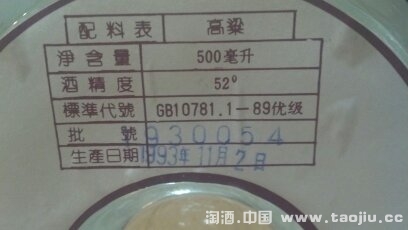 配料表 高粱
淨含量 500毫升
酒精度 52⁰
標準代號 GB10781.1-89优级
批號 930054
生產日期 1993年11月2日
淘酒.中国 www.taojiu.cc